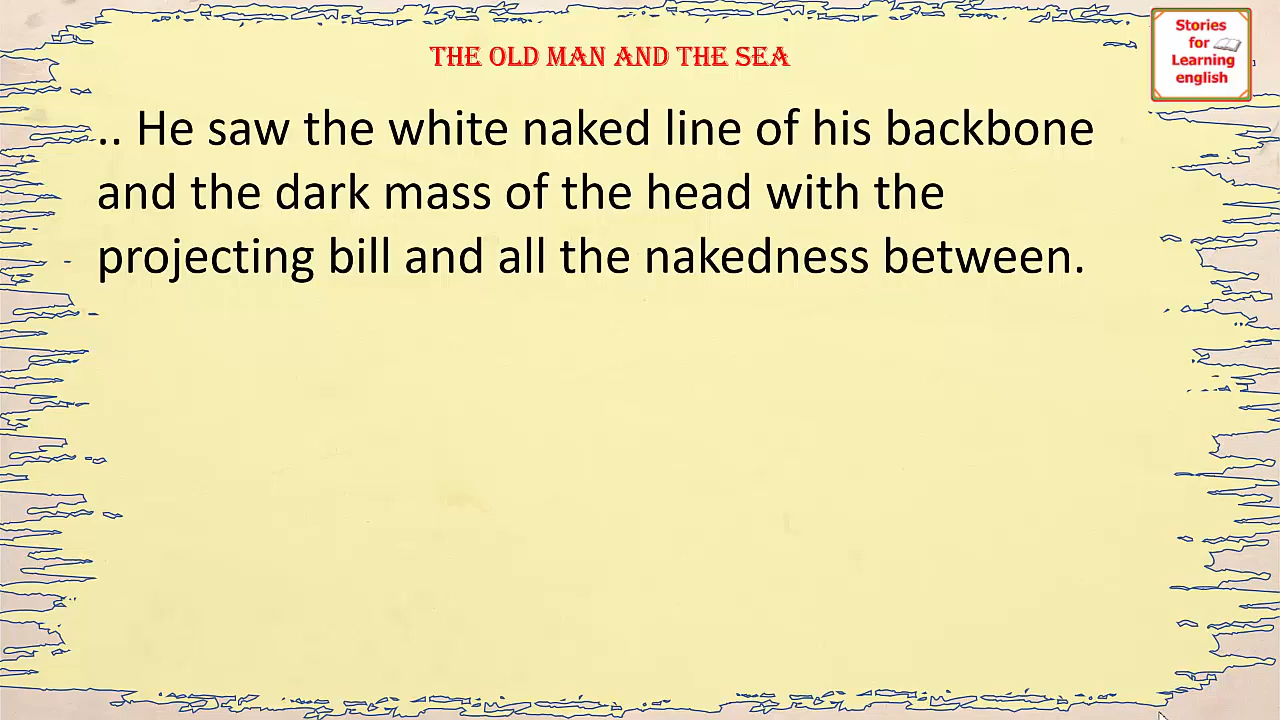 THE OLD MAN AND THE SEA
Stories
for
Learning
english
.. He saw the white naked line of his backbone
and the dark mass of the head with the
projecting bill and all the nakedness between.